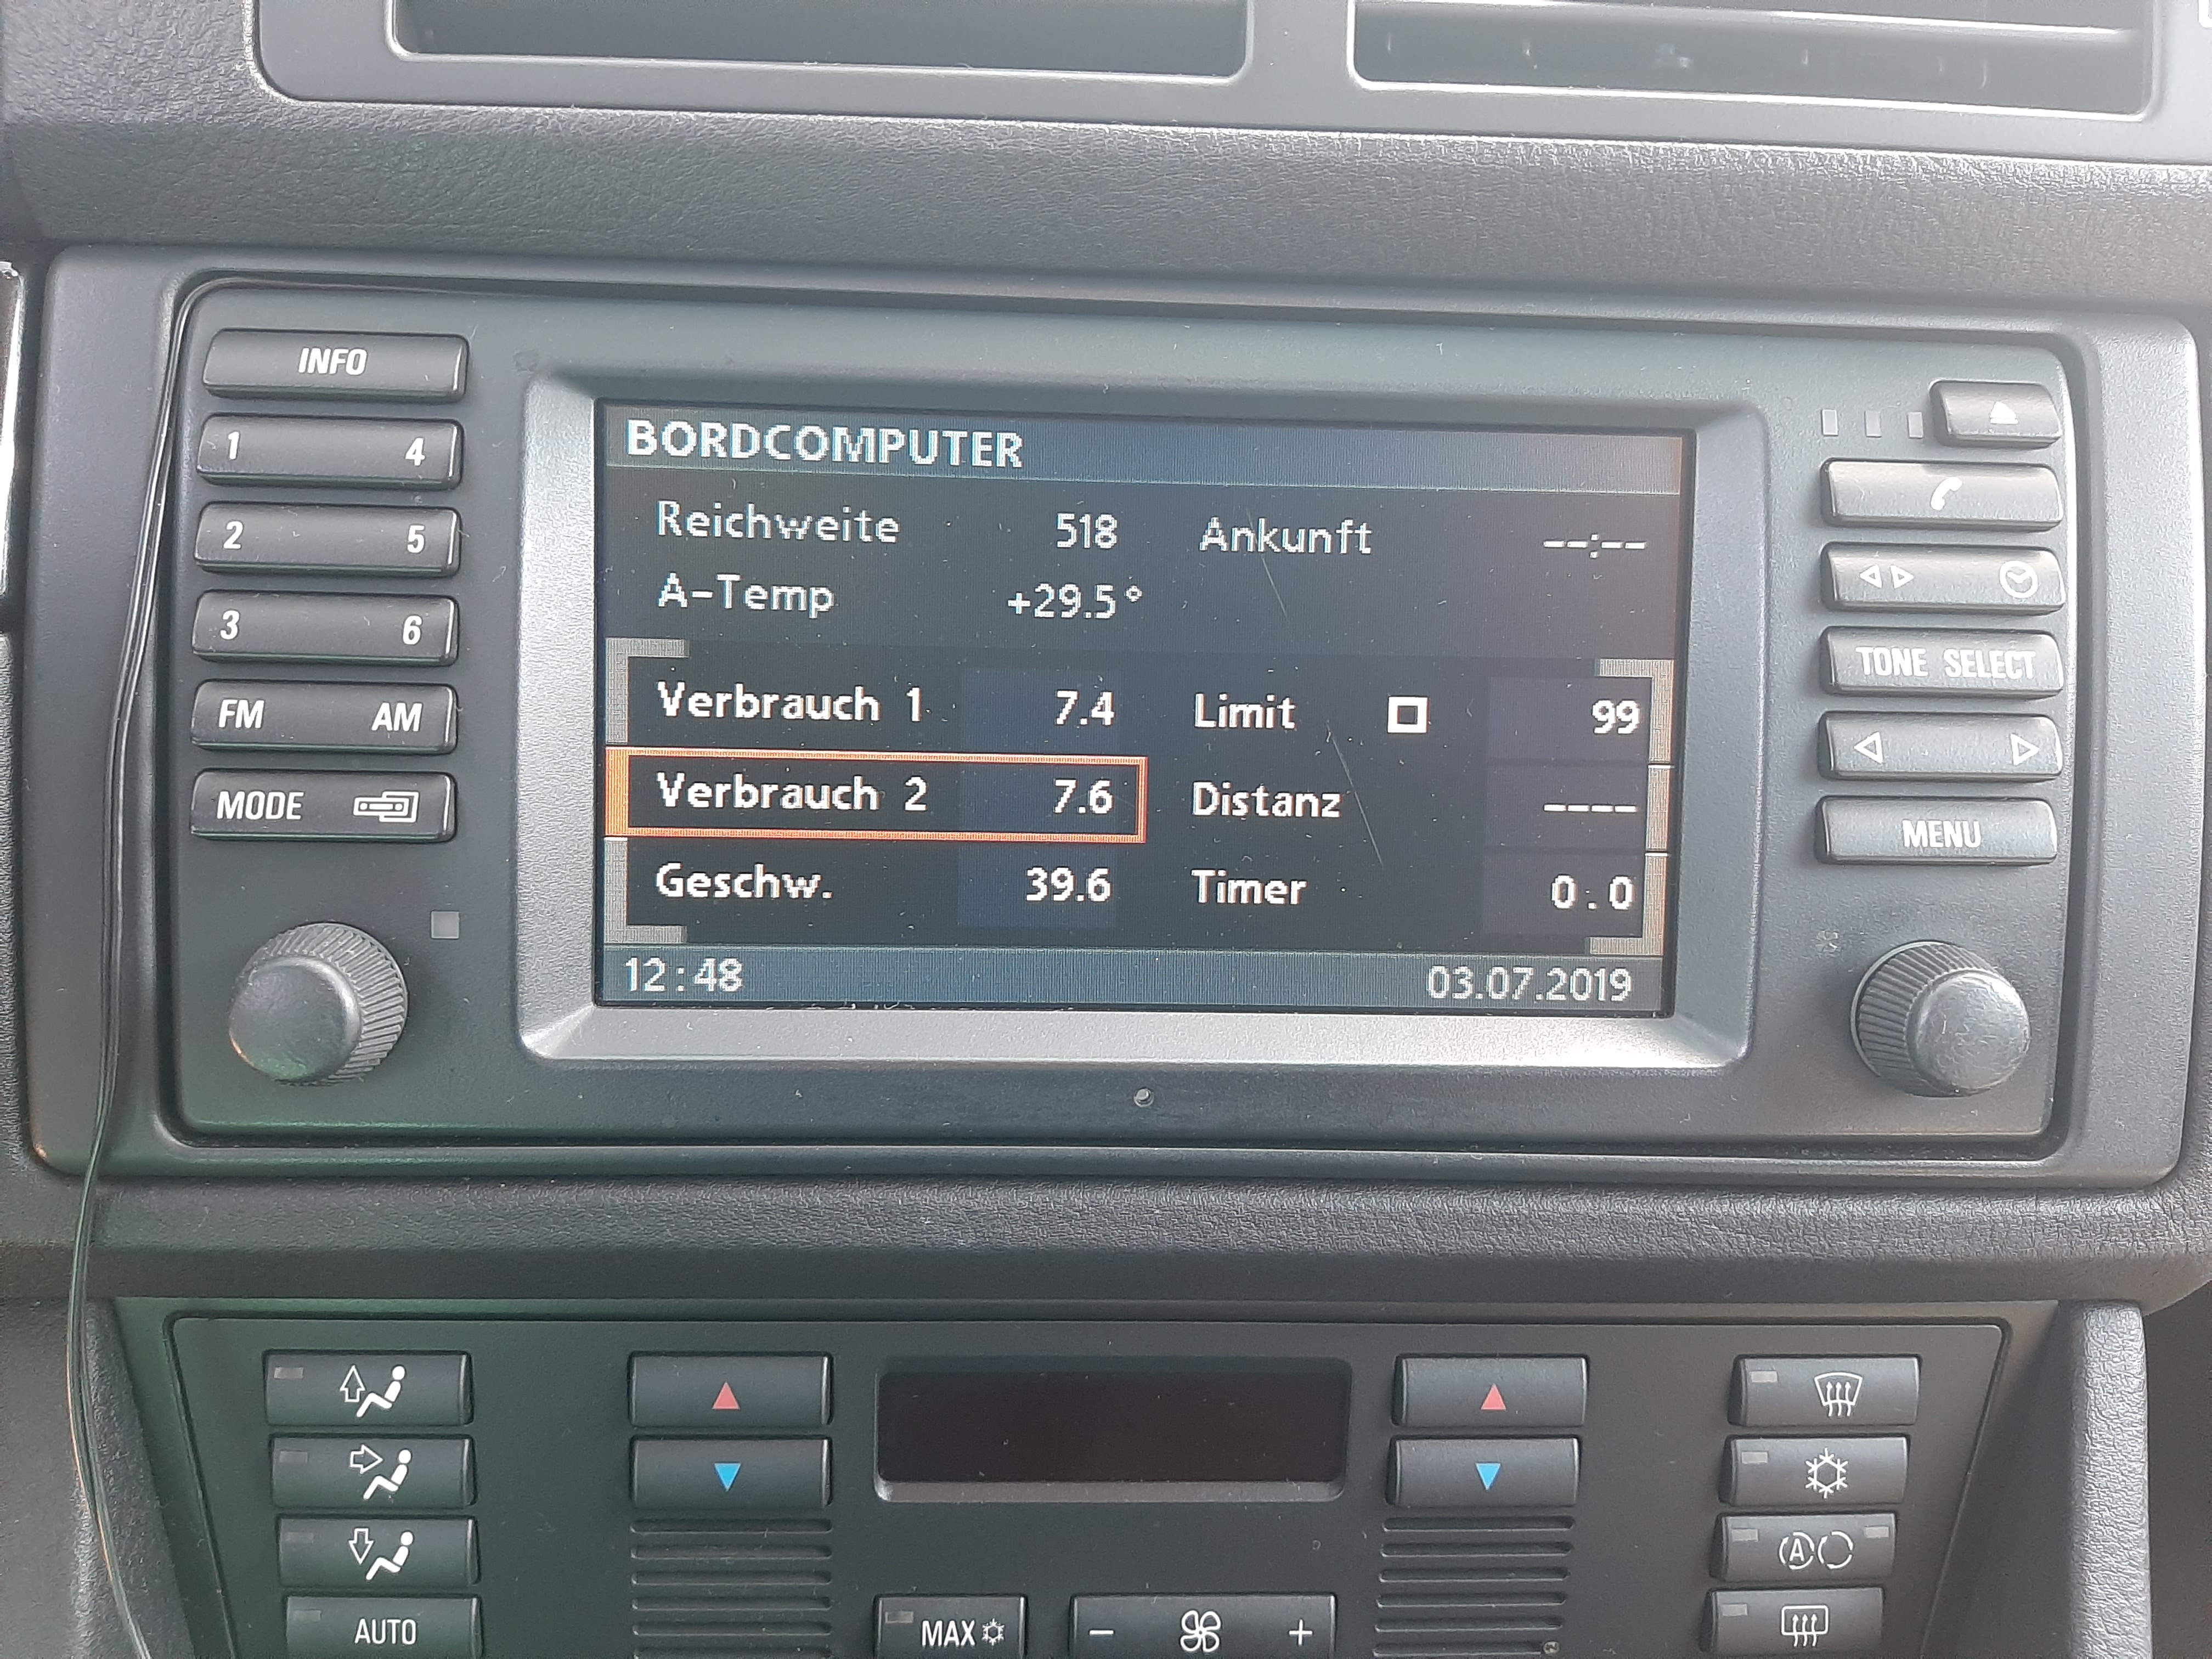 INFO
1 4
2 5
3 6
FM AM
MODE
BORDCOMPUTER
Reichweite 518 Ankunft --:--
A-Temp +29.5°
Verbrauch 1 7.4 Limit 99
Verbrauch 2 7.6 Distanz ----
Geschw. 39.6 Timer 0.0
12:48 03.07.2019
TONE SELECT
MENU
A
AUTO
MAX
- +